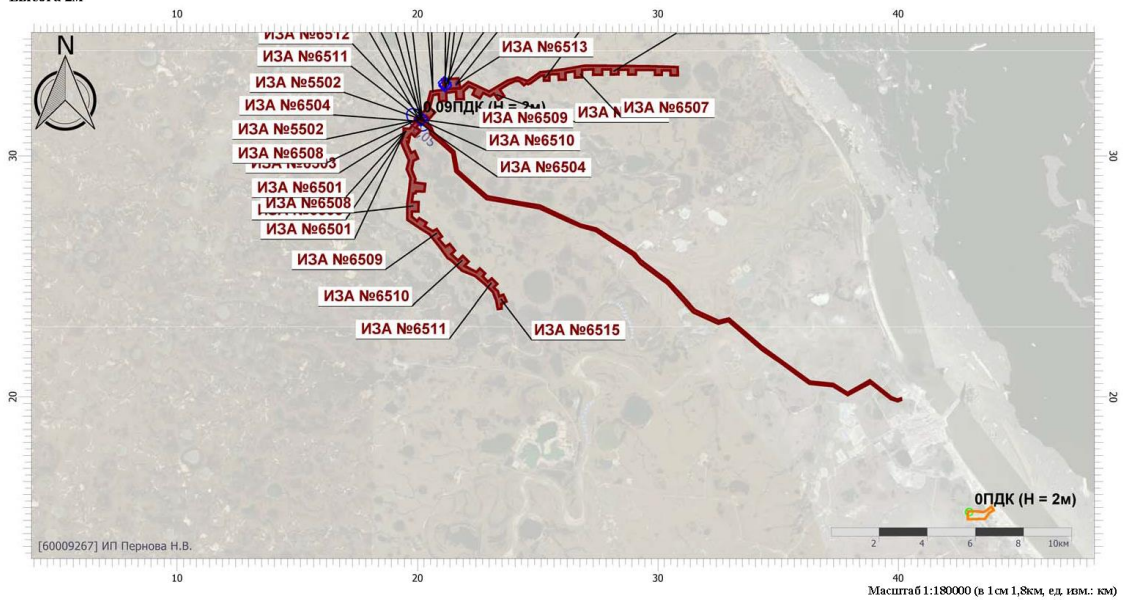 Высота 2м
10
20
30
40
N
ИЗА №6512
ИЗА №6511
ИЗА №5502
ИЗА №6504
ИЗА №5502
ИЗА №6508
ИЗА №6501
ИЗА №6508
ИЗА №6501
ИЗА №6509
ИЗА №6510
ИЗА №6511
ИЗА №6515
ИЗА №6513
0,09ПДК (Н = 2м)
ИЗА №6509
ИЗА
ИЗА №6507
ИЗА №6510
ИЗА №6504
30
30
20
20
0ПДК (Н = 2м)
2
4
6
8
10км
[60009267] ИП Пернова Н.В.
10
20
30
40
Масштаб 1:180000 (в 1см 1,8км, ед. изм.: км)